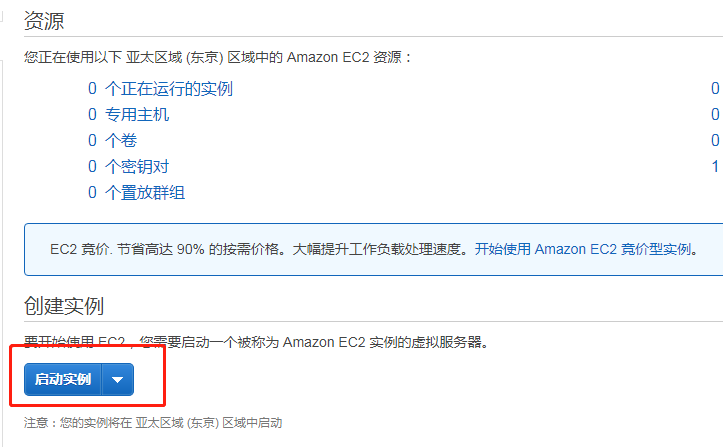 资源
您正在使用以下 亚太区域 (东京) 区域中的 Amazon EC2 资源：
0 个正在运行的实例 0
0 专用主机 0
0 个卷 0
0 个密钥对 1
0 个置放群组
EC2 竞价. 节省高达 90% 的按需价格。大幅提升工作负载处理速度。开始使用 Amazon EC2 竞价型实例。
创建实例
要开始使用 EC2，您需要启动一个被称为 Amazon EC2 实例的虚拟服务器。
启动实例
注意：您的实例将在 亚太区域 (东京) 区域中启动